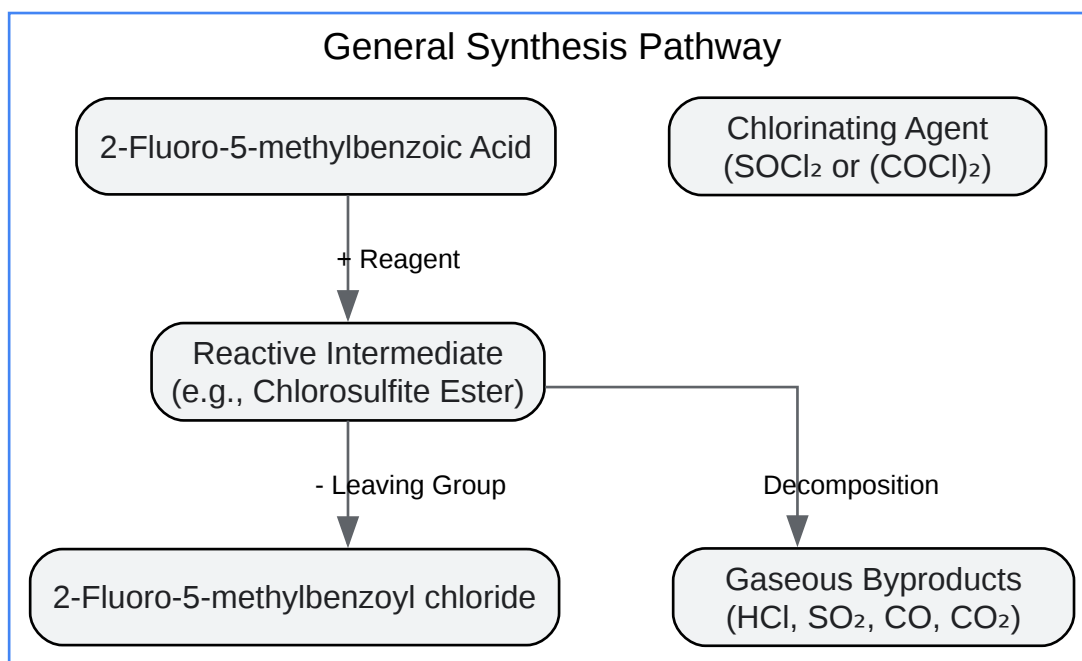 General Synthesis Pathway
2-Fluoro-5-methylbenzoic Acid
Chlorinating Agent
(SOCl₂ or (COCl)₂)
+ Reagent
Reactive Intermediate
(e.g., Chlorosulfite Ester)
- Leaving Group
Decomposition
2-Fluoro-5-methylbenzoyl chloride
Gaseous Byproducts
(HCl, SO₂, CO, CO₂)